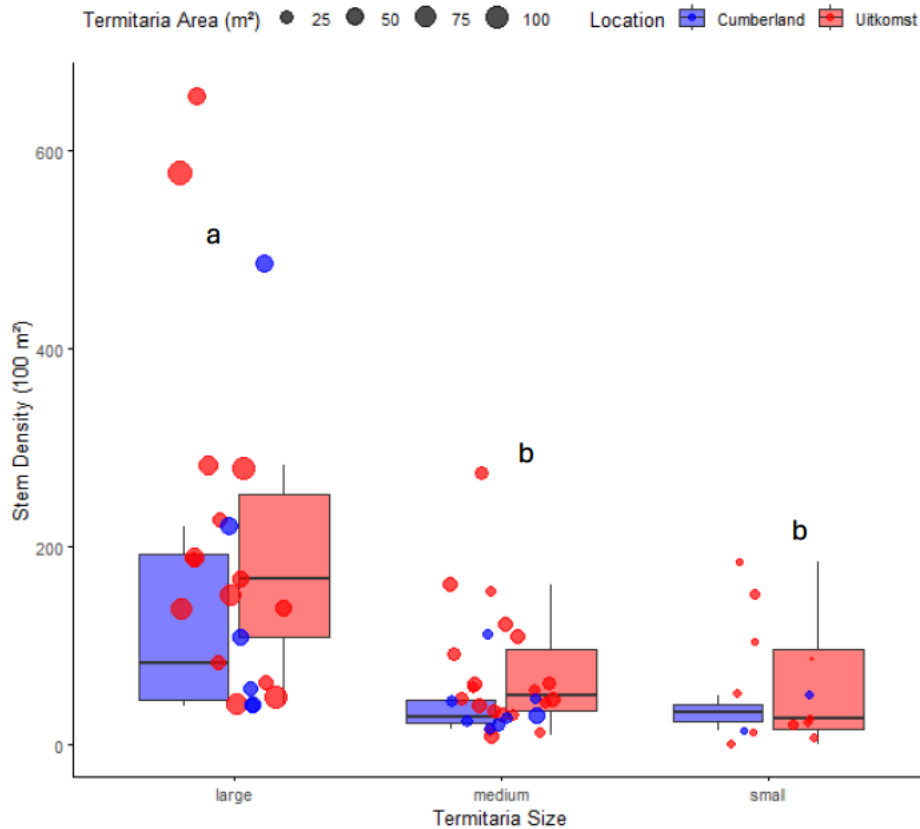 Termitaria Area (m²) 25 50 75 100 Location Cumberland Uitkomst
600
a
400
b
b
200
0
Stem Density (100 m²)
large medium small
Termitaria Size